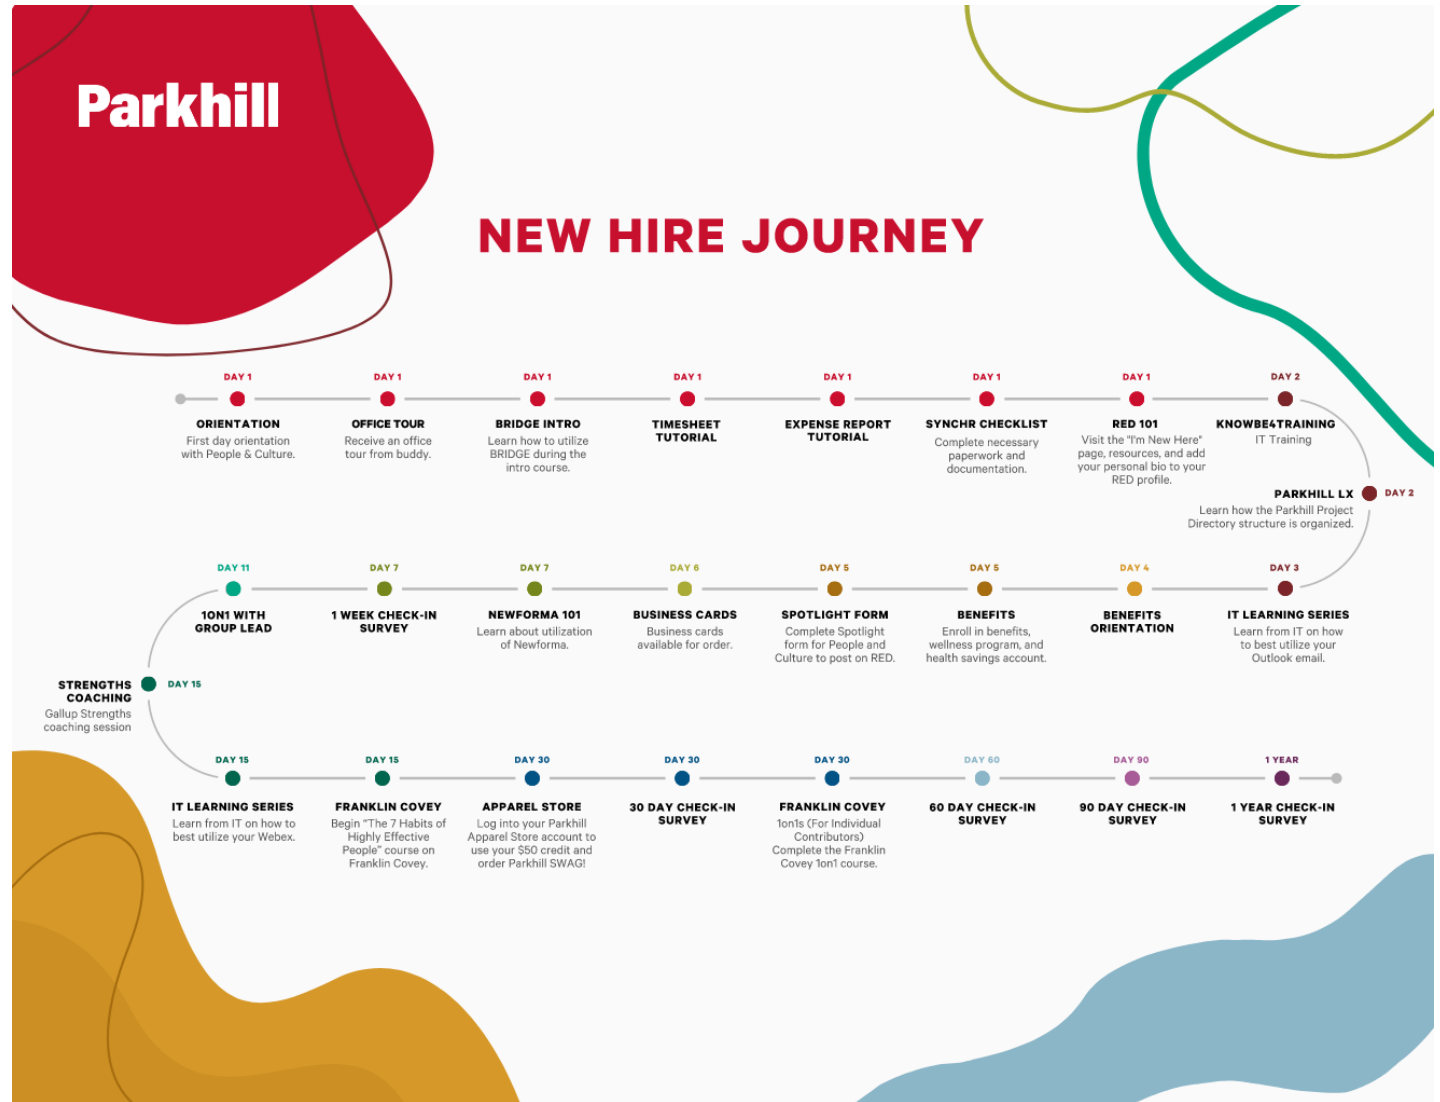 Parkhill
NEW HIRE JOURNEY
DAY 1
ORIENTATION
First day orientation
with People & Culture.
DAY 1
OFFICE TOUR
Receive an office
tour from buddy.
DAY 1
BRIDGE INTRO
Learn how to utilize
BRIDGE during the
intro course.
DAY 1
TIMESHEET
TUTORIAL
DAY 1
EXPENSE REPORT
TUTORIAL
DAY 1
SYNCHR CHECKLIST
Complete necessary
paperwork and
documentation.
DAY 1
RED 101
Visit the "I'm New Here"
page, resources, and add
your personal bio to your
RED profile.
DAY 2
KNOWBE4TRAINING
IT Training
PARKHILL LX
DAY 2
Learn how the Parkhill Project
Directory structure is organized.
DAY 3
IT LEARNING SERIES
Learn from IT on how
to best utilize your
Outlook email.
DAY 4
BENEFITS
ORIENTATION
DAY 5
BENEFITS
Enroll in benefits,
wellness program, and
health savings account.
DAY 5
SPOTLIGHT FORM
Complete Spotlight
form for People and
Culture to post on RED.
DAY 6
BUSINESS CARDS
Business cards
available for order.
DAY 7
NEWFORMA 101
Learn about utilization
of Newforma.
DAY 7
1 WEEK CHECK-IN
SURVEY
DAY 11
1ON1 WITH
GROUP LEAD
STRENGTHS
COACHING
DAY 15
Gallup Strengths
coaching session
DAY 15
IT LEARNING SERIES
Learn from IT on how to
best utilize your Webex.
DAY 15
FRANKLIN COVEY
Begin "The 7 Habits of
Highly Effective
People" course on
Franklin Covey.
DAY 30
APPAREL STORE
Log into your Parkhill
Apparel Store account to
use your $50 credit and
order Parkhill SWAG!
DAY 30
30 DAY CHECK-IN
SURVEY
DAY 30
FRANKLIN COVEY
1on1s (For Individual
Contributors)
Complete the Franklin
Covey 1on1 course.
DAY 60
60 DAY CHECK-IN
SURVEY
DAY 90
90 DAY CHECK-IN
SURVEY
1 YEAR
1 YEAR CHECK-IN
SURVEY